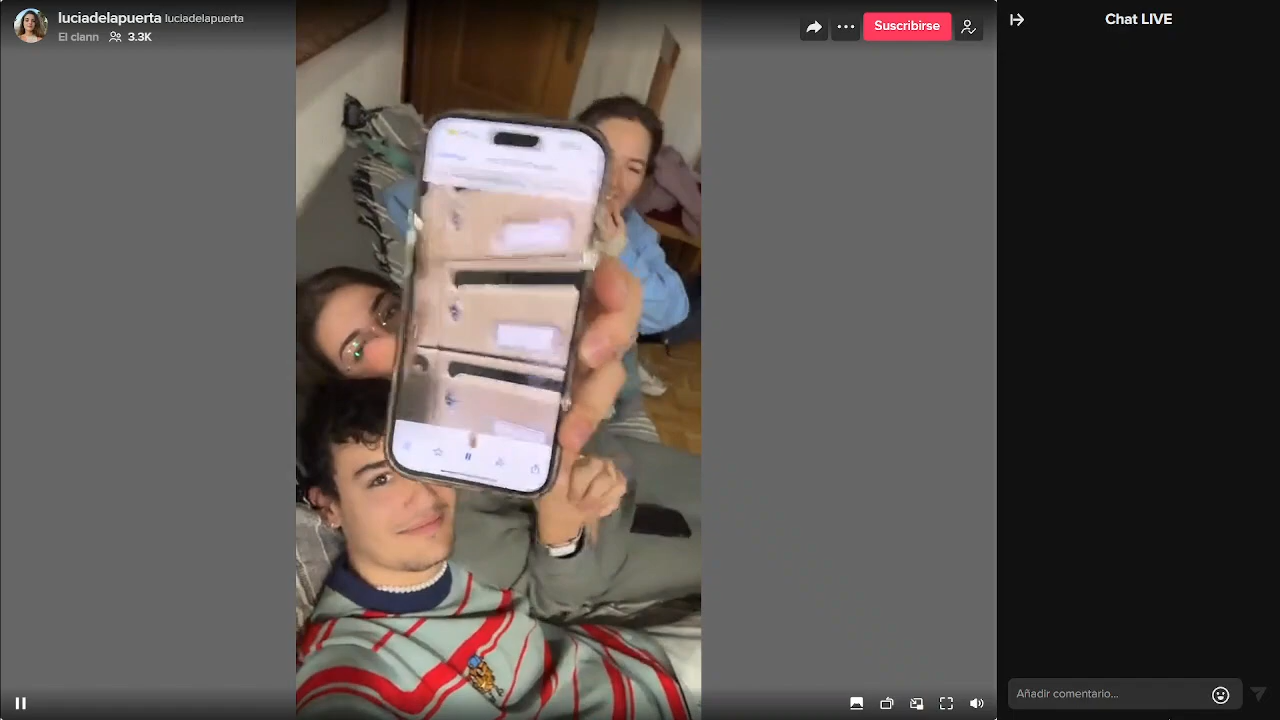 luciadelapuerta luciadelapuerta
El clann 3.3K
Suscribirse
Chat LIVE
Añadir comentario...